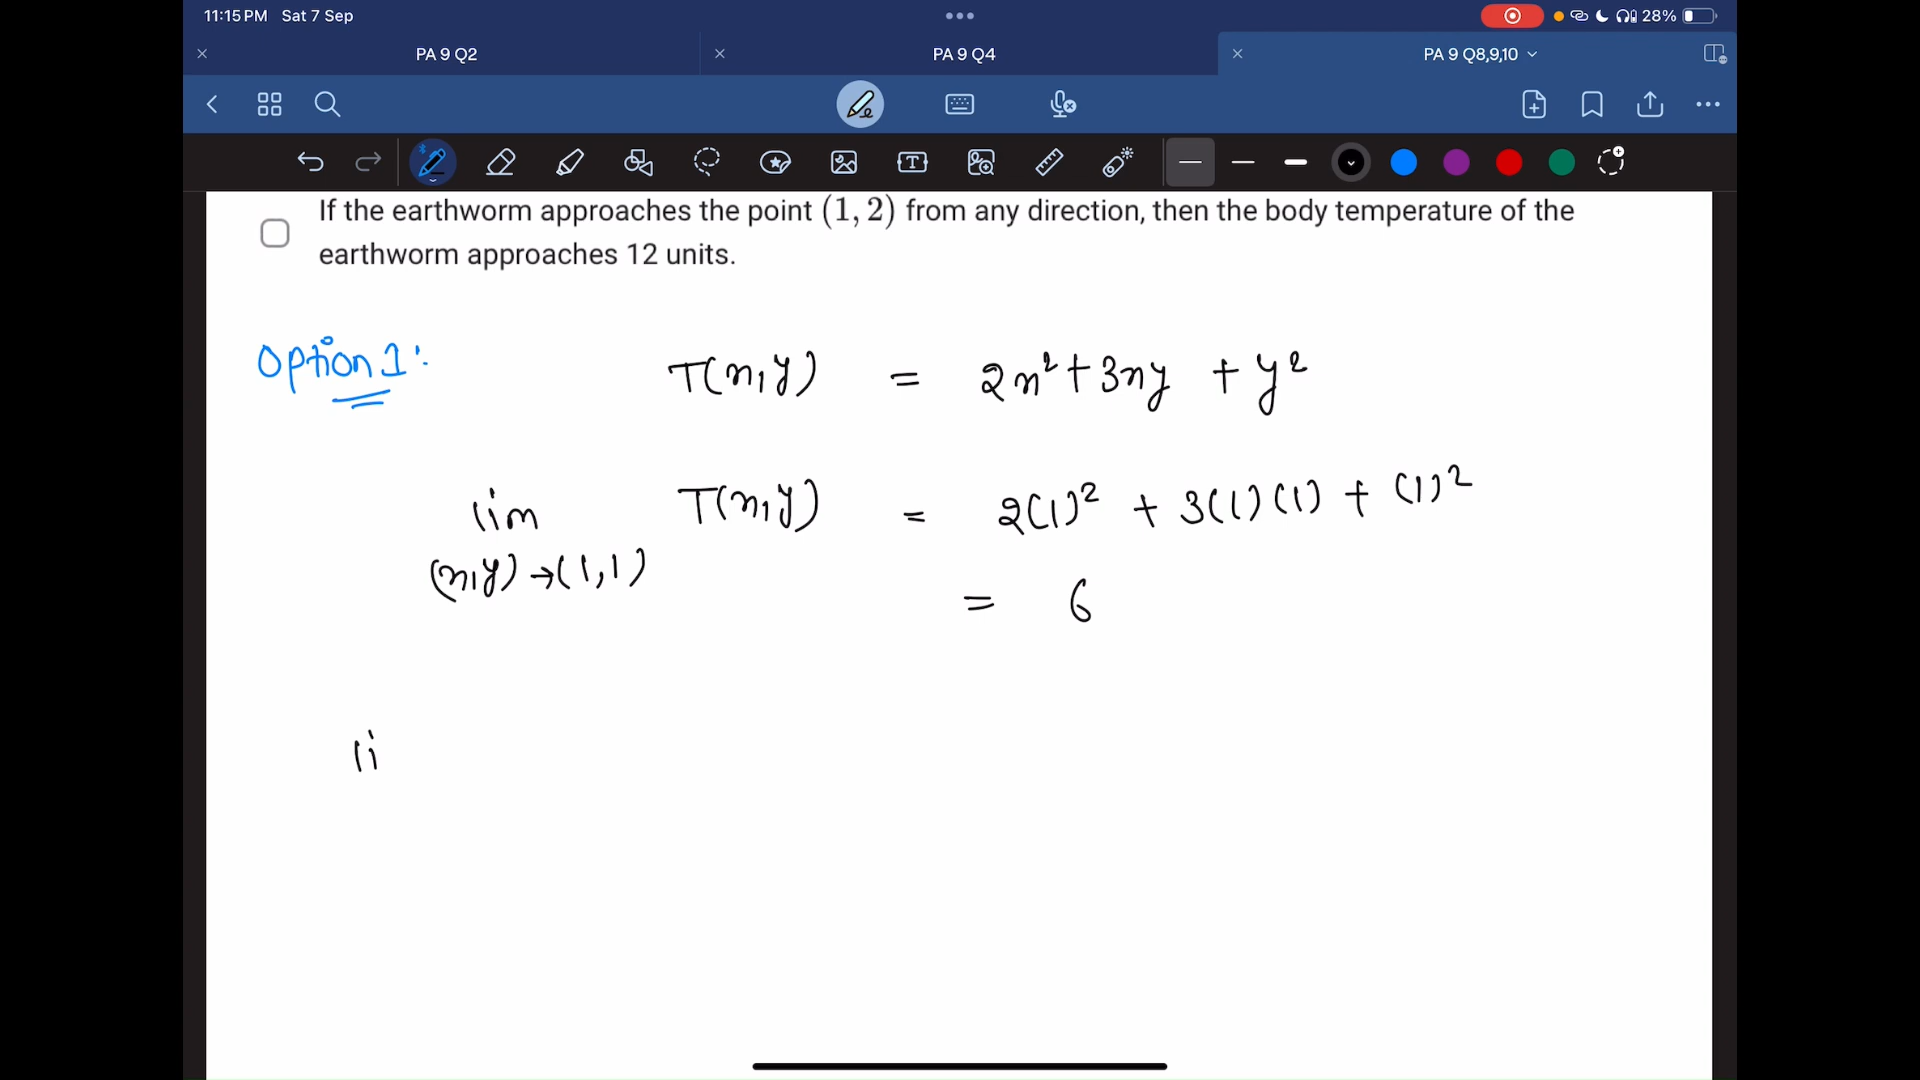 11:15 PM Sat 7 Sep 28%
PA 9 Q2 PA 9 Q4 PA 9 Q8,9,10
If the earthworm approaches the point (1, 2) from any direction, then the body temperature of the
earthworm approaches 12 units.
Option 1:
T(x,y) = 2x²+3xy + y²
lim T(x,y) = 2(1)² + 3(1)(1) + (1)²
(x,y)→(1,1)
= 6
li